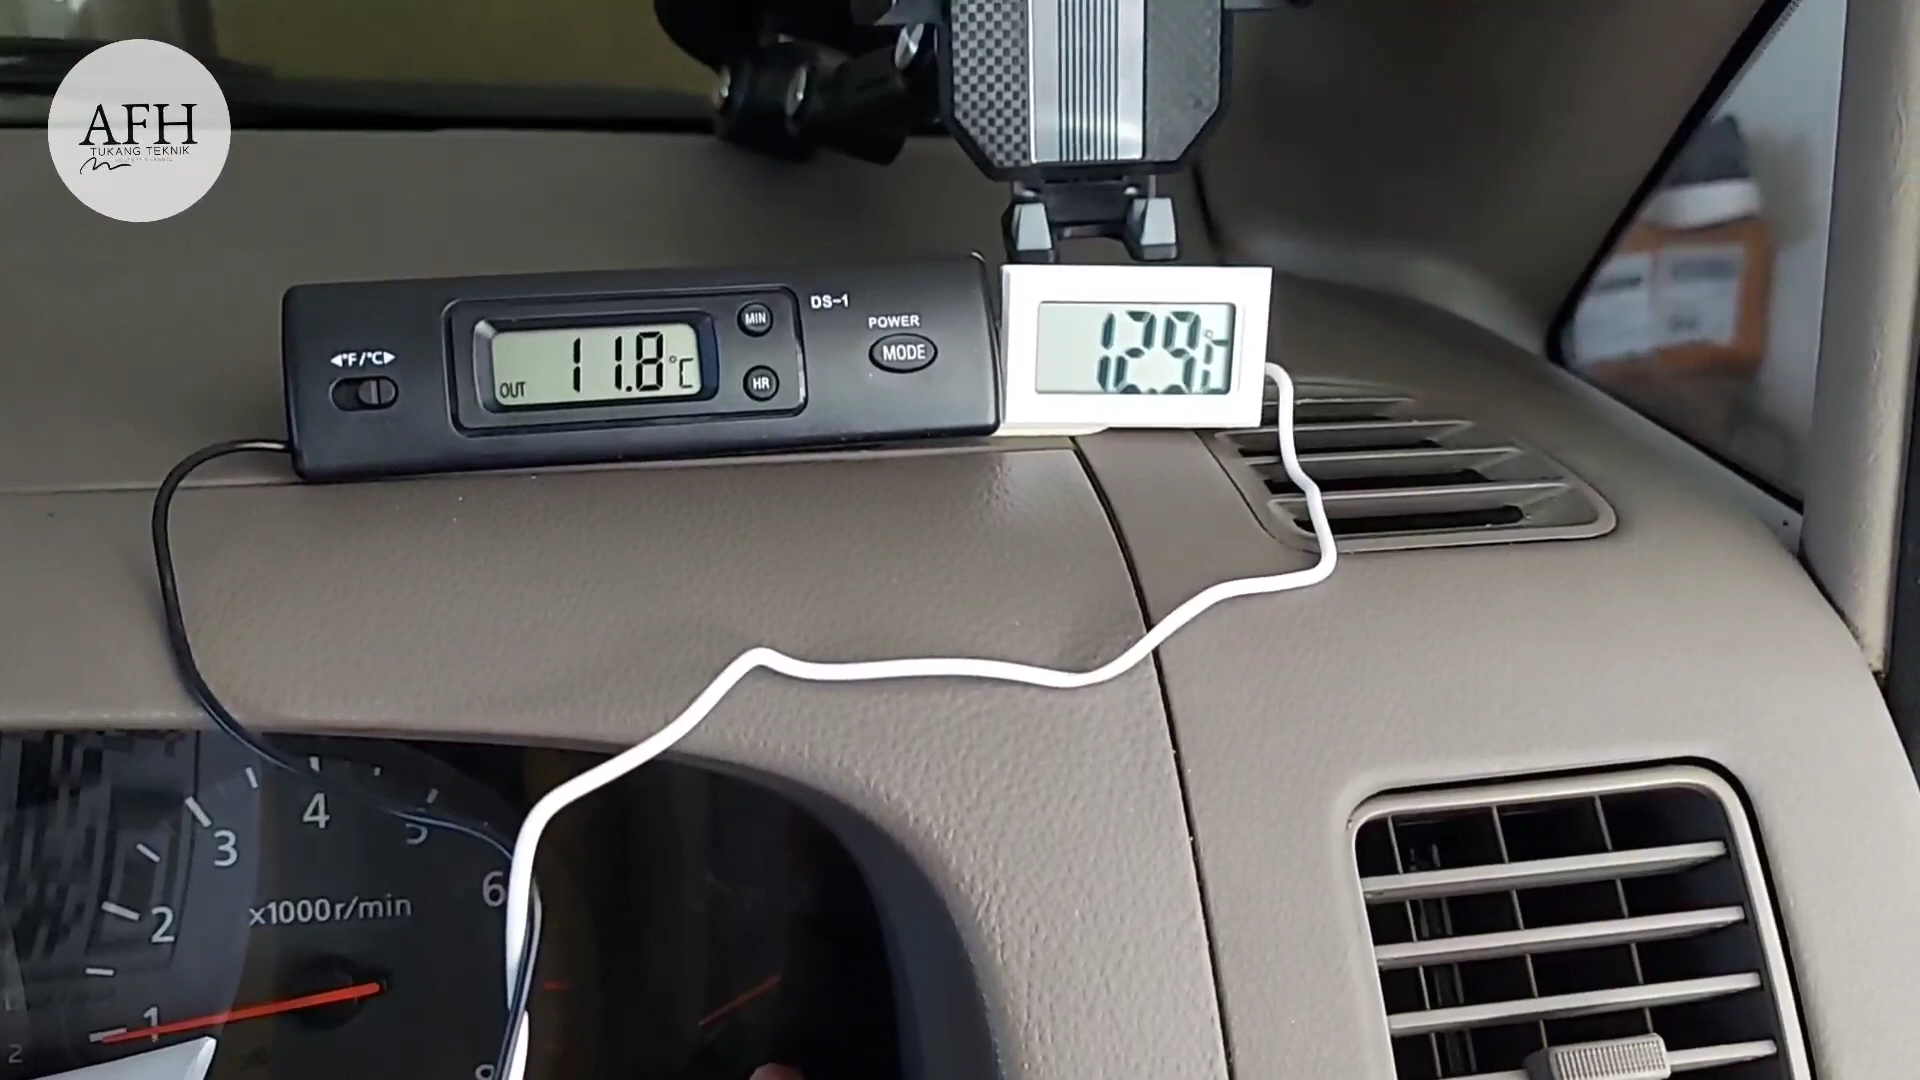 AFH
TUKANG TEKNIK
◀°F/°C▶
OUT
11.8°C
MIN
HR
DS-1
POWER
MODE
12.9°C
1
2
3
4
5
6
x1000r/min